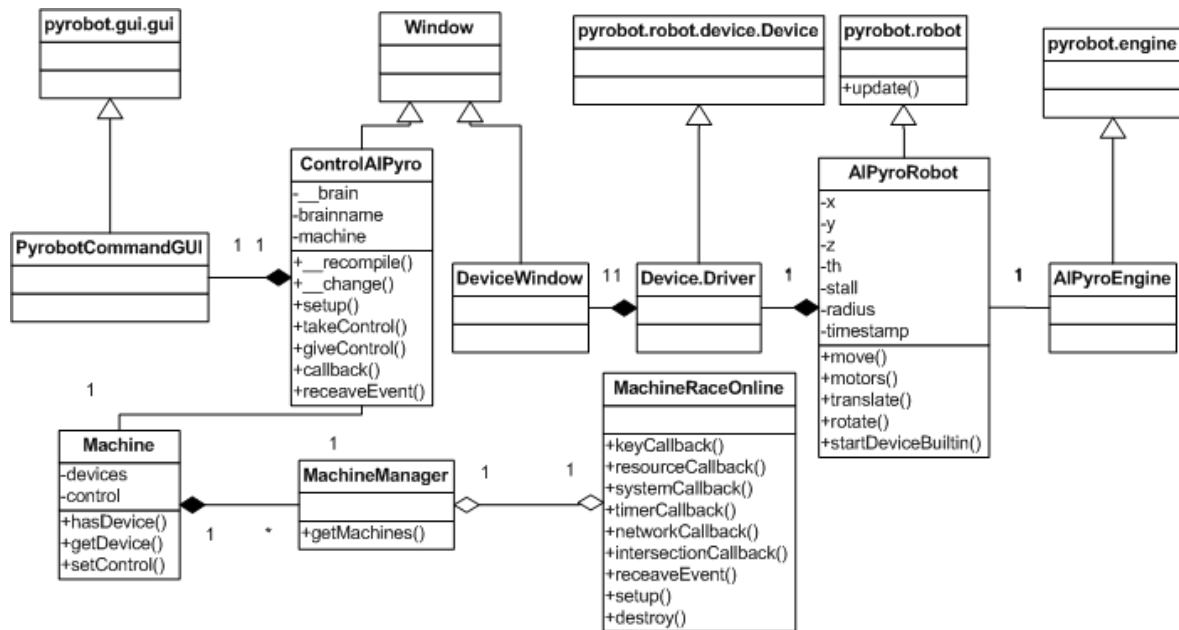 pyrobot.gui.gui
Window
pyrobot.robot.device.Device
pyrobot.robot
+update()
pyrobot.engine
ControlAIPyro
-__brain
-brainname
-machine
+__recompile()
+__change()
+setup()
+takeControl()
+giveControl()
+callback()
+receaveEvent()
PyrobotCommandGUI
1 1
DeviceWindow
11
Device.Driver
*
1
AIPyroRobot
-x
-y
-z
-th
-stall
-radius
-timestamp
+move()
+motors()
+translate()
+rotate()
+startDeviceBuiltin()
1
AIPyroEngine
1
Machine
-devices
-control
+hasDevice()
+getDevice()
+setControl()
1
*
1
MachineManager
+getMachines()
1
1
MachineRaceOnline
+keyCallback()
+resourceCallback()
+systemCallback()
+timerCallback()
+networkCallback()
+intersectionCallback()
+receaveEvent()
+setup()
+destroy()